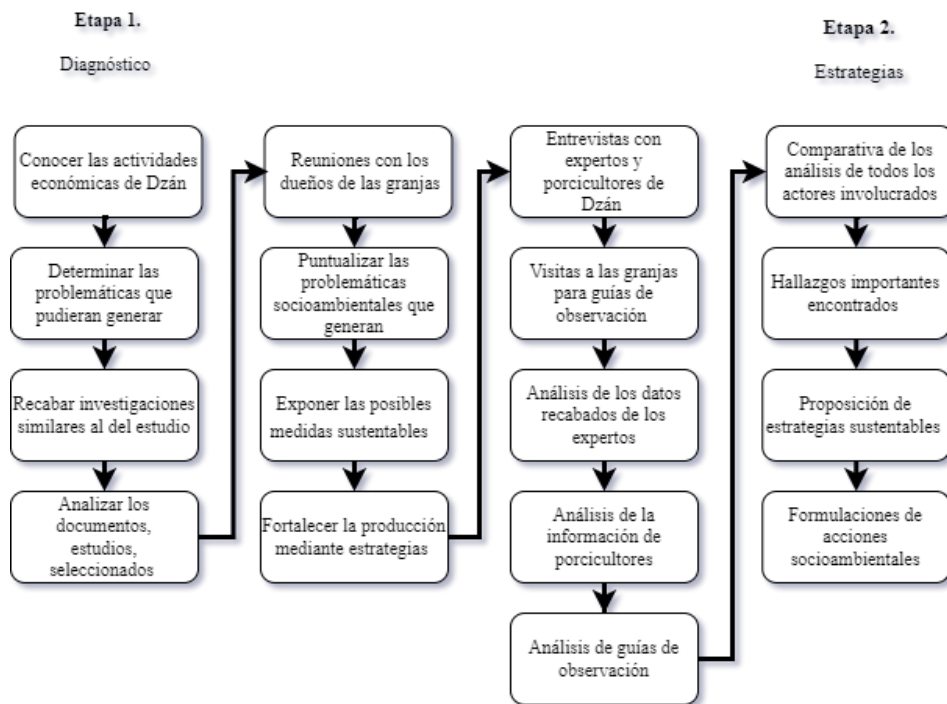 Etapa 1.
Diagnóstico
Etapa 2.
Estrategias
Conocer las actividades
económicas de Dzán
Determinar las
problemáticas que
pudieran generar
Recabar investigaciones
similares al del estudio
Analizar los
documentos,
estudios,
seleccionados
Reuniones con los
dueños de las granjas
Puntualizar las
problemáticas
socioambientales que
generan
Exponer las posibles
medidas sustentables
Fortalecer la producción
mediante estrategias
Entrevistas con
expertos y
porcicultores de
Dzán
Visitas a las granjas
para guías de
observación
Análisis de los datos
recabados de los
expertos
Análisis de la
información de
porcicultores
Análisis de guías de
observación
Comparativa de los
análisis de todos los
actores involucrados
Hallazgos importantes
encontrados
Proposición de
estrategias sustentables
Formulaciones de
acciones
socioambientales